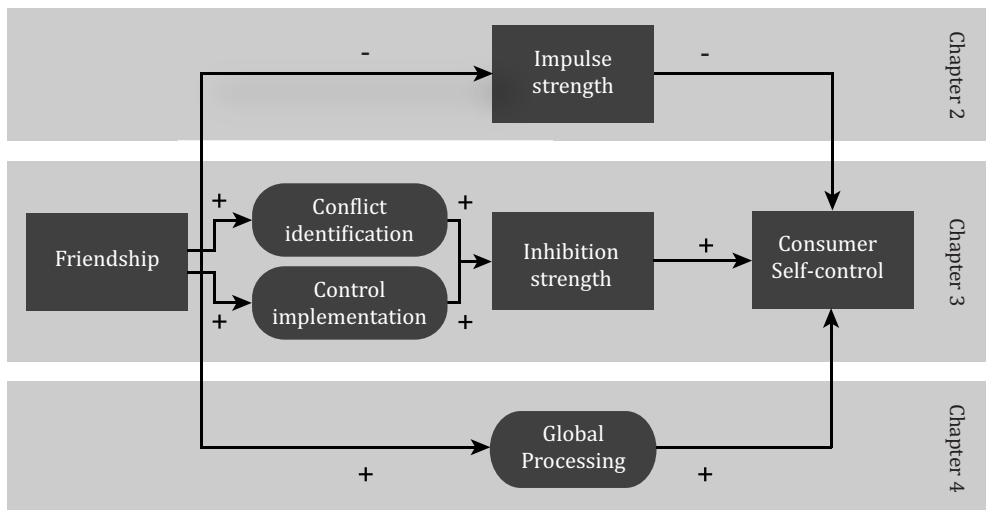 -
Impulse
strength
-
Chapter 2
Friendship
+
Conflict
identification
+
+
Control
implementation
+
Inhibition
strength
+
Consumer
Self-control
Chapter 3
+
Global
Processing
+
Chapter 4